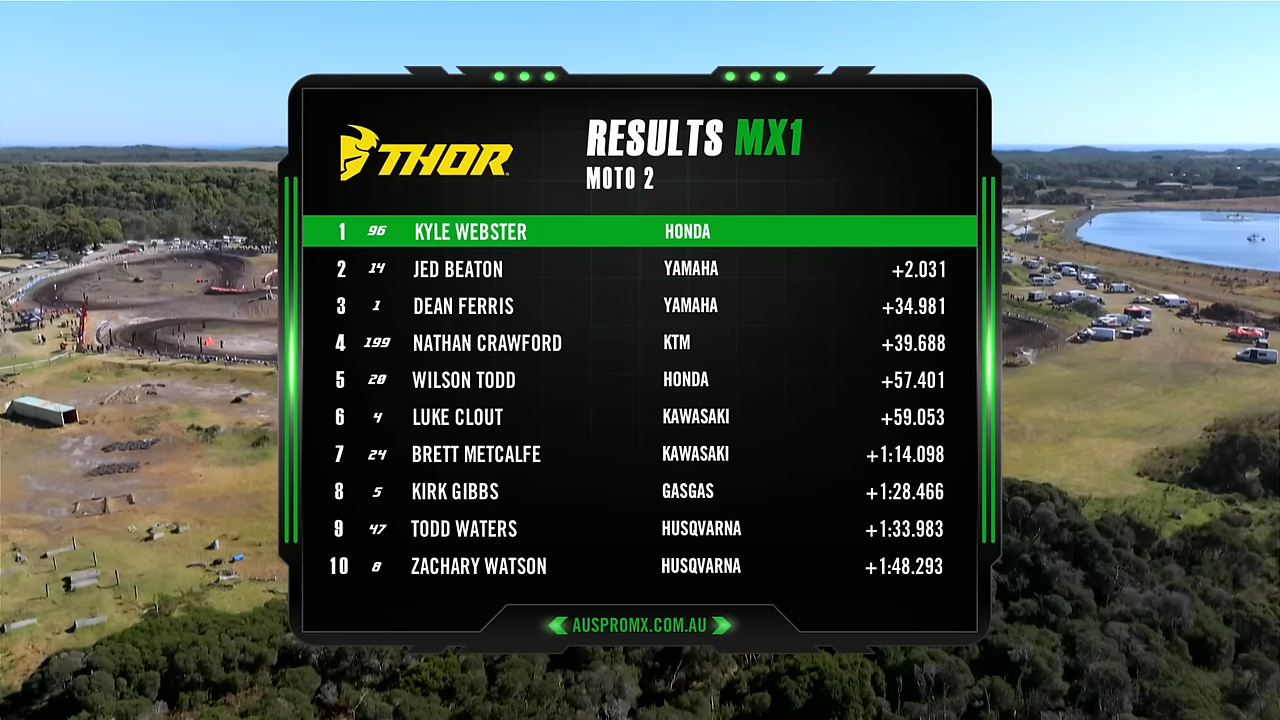 THOR
RESULTS MX1
MOTO 2
1 96 KYLE WEBSTER HONDA
2 14 JED BEATON YAMAHA +2.031
3 1 DEAN FERRIS YAMAHA +34.981
4 199 NATHAN CRAWFORD KTM +39.688
5 20 WILSON TODD HONDA +57.401
6 4 LUKE CLOUT KAWASAKI +59.053
7 24 BRETT METCALFE KAWASAKI +1:14.098
8 5 KIRK GIBBS GASGAS +1:28.466
9 47 TODD WATERS HUSQVARNA +1:33.983
10 8 ZACHARY WATSON HUSQVARNA +1:48.293
AUSPROMX.COM.AU